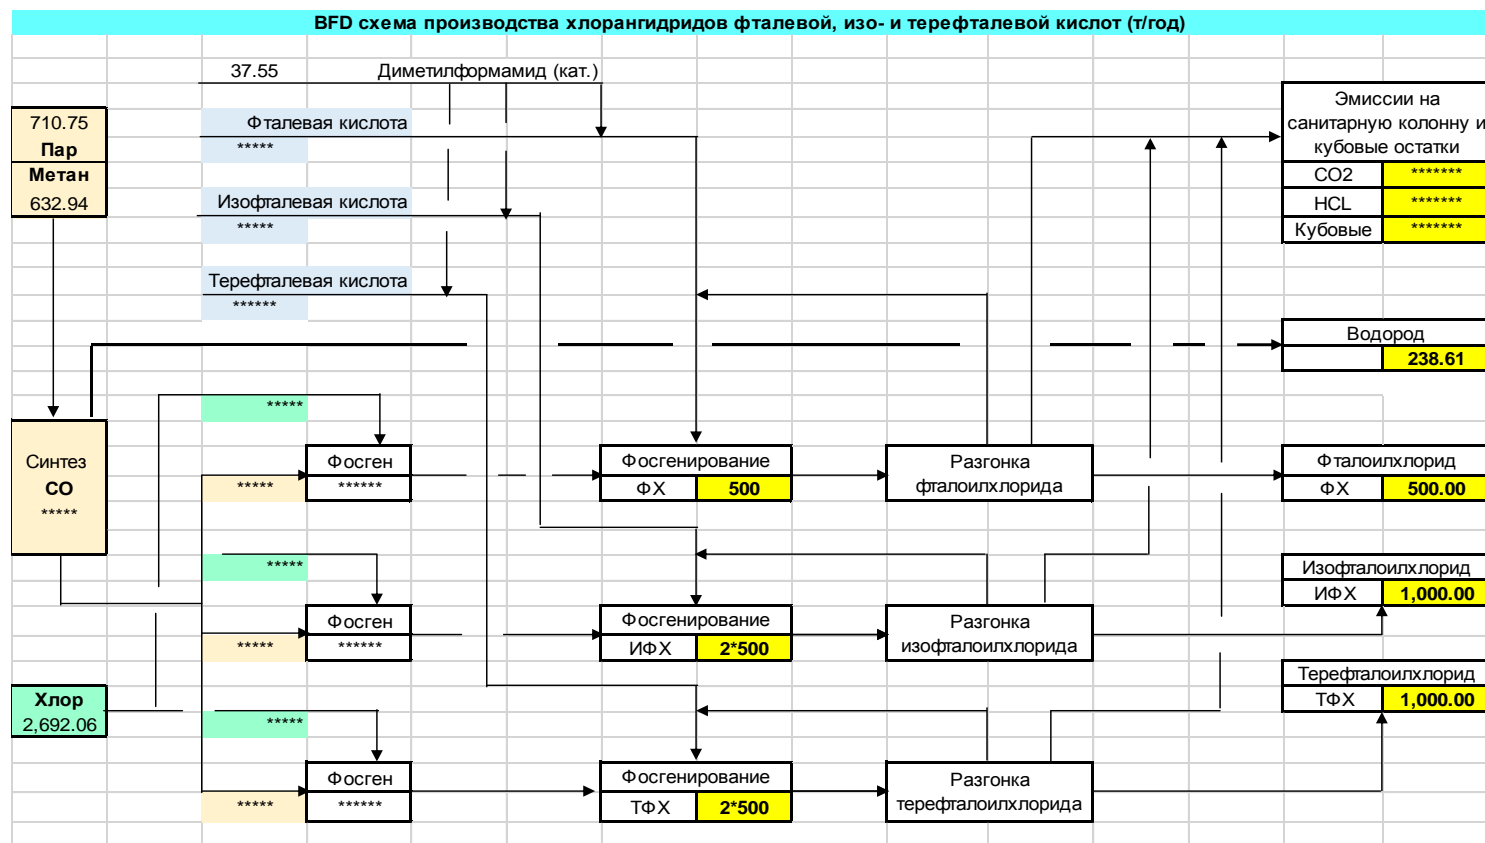 BFD схема производства хлорангидридов фталевой, изо- и терефталевой кислот (т/год)
37.55 Диметилформамид (кат.)
710.75
Пар
Метан
632.94
Фталевая кислота
*****
Изофталевая кислота
*****
Терефталевая кислота
******
Эмиссии на
санитарную колонну и
кубовые остатки
CO2 *******
HCL *******
Кубовые *******
Водород
238.61
Синтез
CO
*****
*****
*****
Фосген
******
Фосгенирование
ФХ 500
Разгонка
фталоилхлорида
Фталоилхлорид
ФХ 500.00
*****
*****
Фосген
******
Фосгенирование
ИФХ 2*500
Разгонка
изофталоилхлорида
Изофталоилхлорид
ИФХ 1,000.00
Хлор
2,692.06
*****
*****
Фосген
******
Фосгенирование
ТФХ 2*500
Разгонка
терефталоилхлорида
Терефталоилхлорид
ТФХ 1,000.00